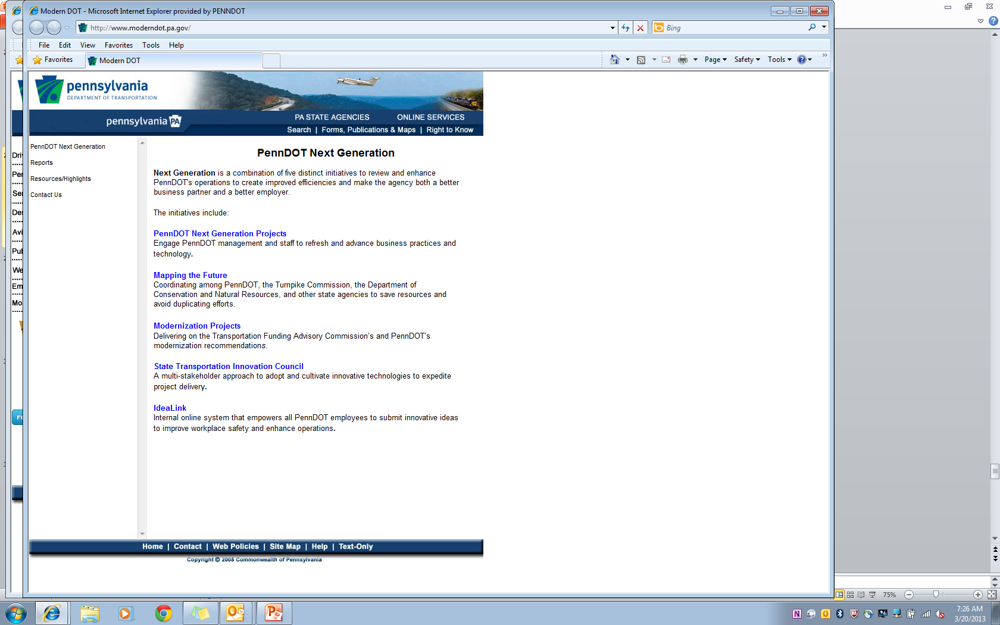 Modern DOT - Microsoft Internet Explorer provided by PENNDOT
http://www.moderndot.pa.gov/
Bing
File Edit View Favorites Tools Help
Favorites
Modern DOT
Page Safety Tools
pennsylvania
DEPARTMENT OF TRANSPORTATION
pennsylvania PA
PA STATE AGENCIES ONLINE SERVICES
Search | Forms, Publications & Maps | Right to Know
PennDOT Next Generation
Reports
Resources/Highlights
Contact Us
PennDOT Next Generation
Next Generation is a combination of five distinct initiatives to review and enhance
PennDOT's operations to create improved efficiencies and make the agency both a better
business partner and a better employer.
The initiatives include:
PennDOT Next Generation Projects
Engage PennDOT management and staff to refresh and advance business practices and
technology.
Mapping the Future
Coordinating among PennDOT, the Turnpike Commission, the Department of
Conservation and Natural Resources, and other state agencies to save resources and
avoid duplicating efforts.
Modernization Projects
Delivering on the Transportation Funding Advisory Commission's and PennDOT's
modernization recommendations.
State Transportation Innovation Council
A multi-stakeholder approach to adopt and cultivate innovative technologies to expedite
project delivery.
IdeaLink
Internal online system that empowers all PennDOT employees to submit innovative ideas
to improve workplace safety and enhance operations.
Home | Contact | Web Policies | Site Map | Help | Text-Only
Copyright © 2005 Commonwealth of Pennsylvania
Driv
Per
Ser
Des
Avi
Pub
We
Em
Mo
FO
75%
7:26 AM
3/20/2013